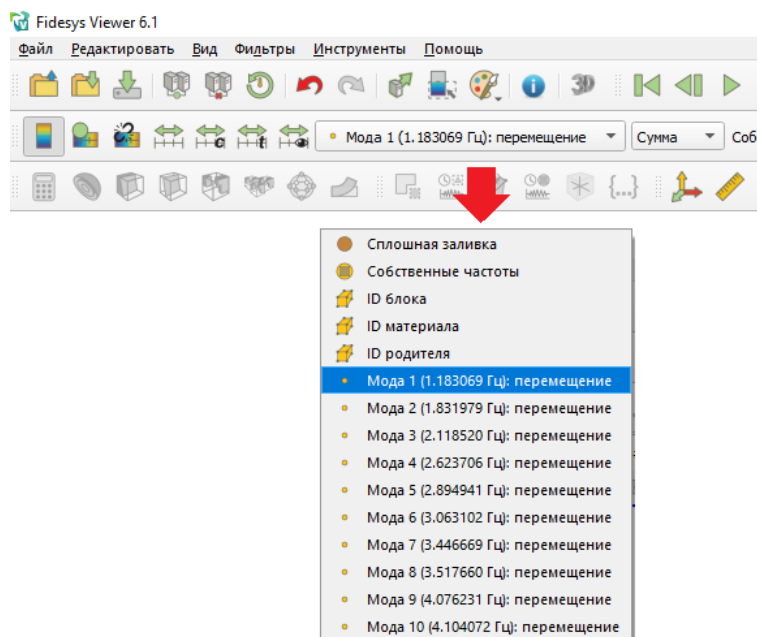 Fidesys Viewer 6.1
Файл Редактировать Вид Фильтры Инструменты Помощь
3D
Мода 1 (1.183069 Гц): перемещение Сумма Соб
{...}
Сплошная заливка
Собственные частоты
ID блока
ID материала
ID родителя
Мода 1 (1.183069 Гц): перемещение
Мода 2 (1.831979 Гц): перемещение
Мода 3 (2.118520 Гц): перемещение
Мода 4 (2.623706 Гц): перемещение
Мода 5 (2.894941 Гц): перемещение
Мода 6 (3.063102 Гц): перемещение
Мода 7 (3.446669 Гц): перемещение
Мода 8 (3.517660 Гц): перемещение
Мода 9 (4.076231 Гц): перемещение
Мода 10 (4.104072 Гц): перемещение